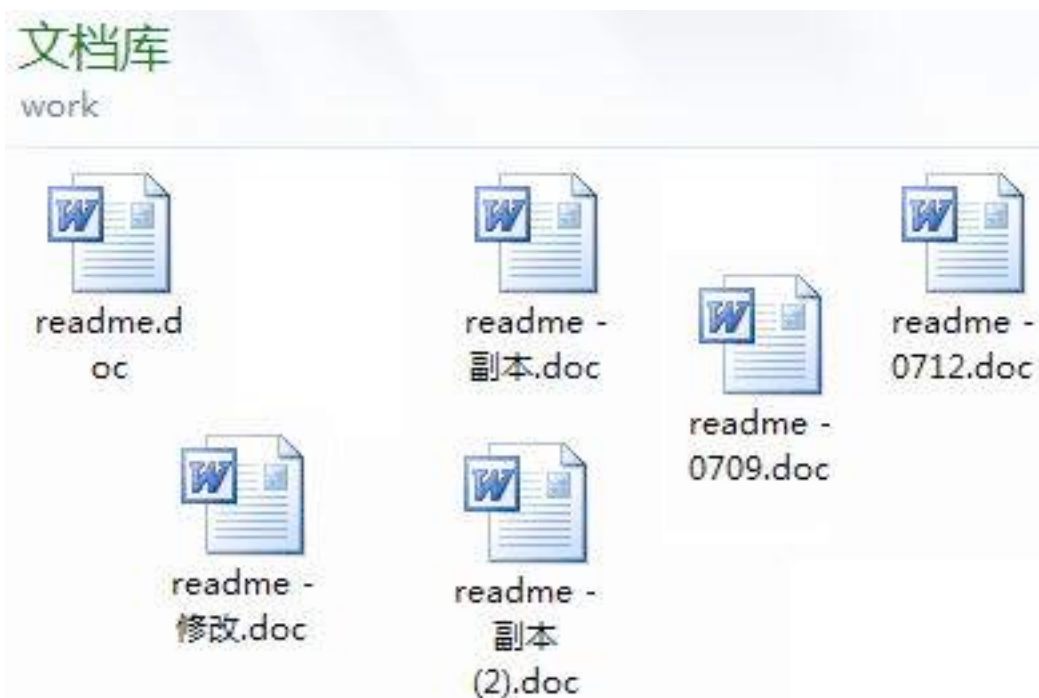 文档库
work
readme.d
oc
readme -
副本.doc
readme -
0709.doc
readme -
0712.doc
readme -
修改.doc
readme -
副本
(2).doc